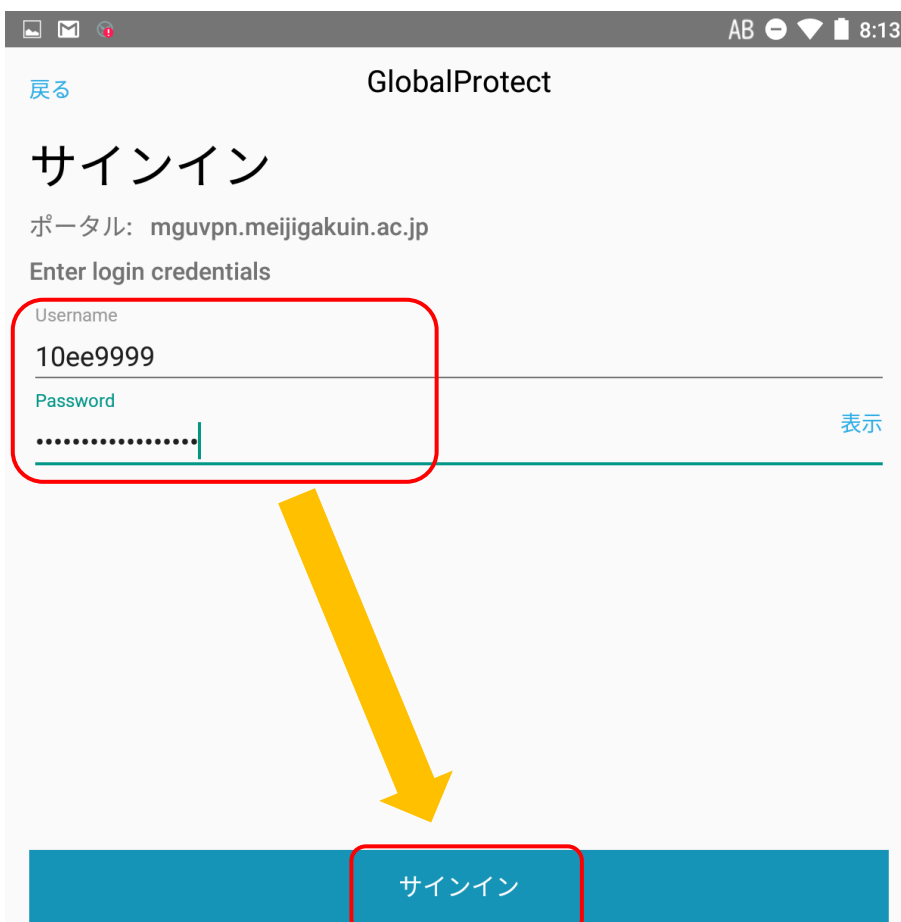 AB 8:13
戻る GlobalProtect
サインイン
ポータル: mguvpn.meijigakuin.ac.jp
Enter login credentials
Username
10ee9999
Password
表示
••••••••••••••••••
サインイン